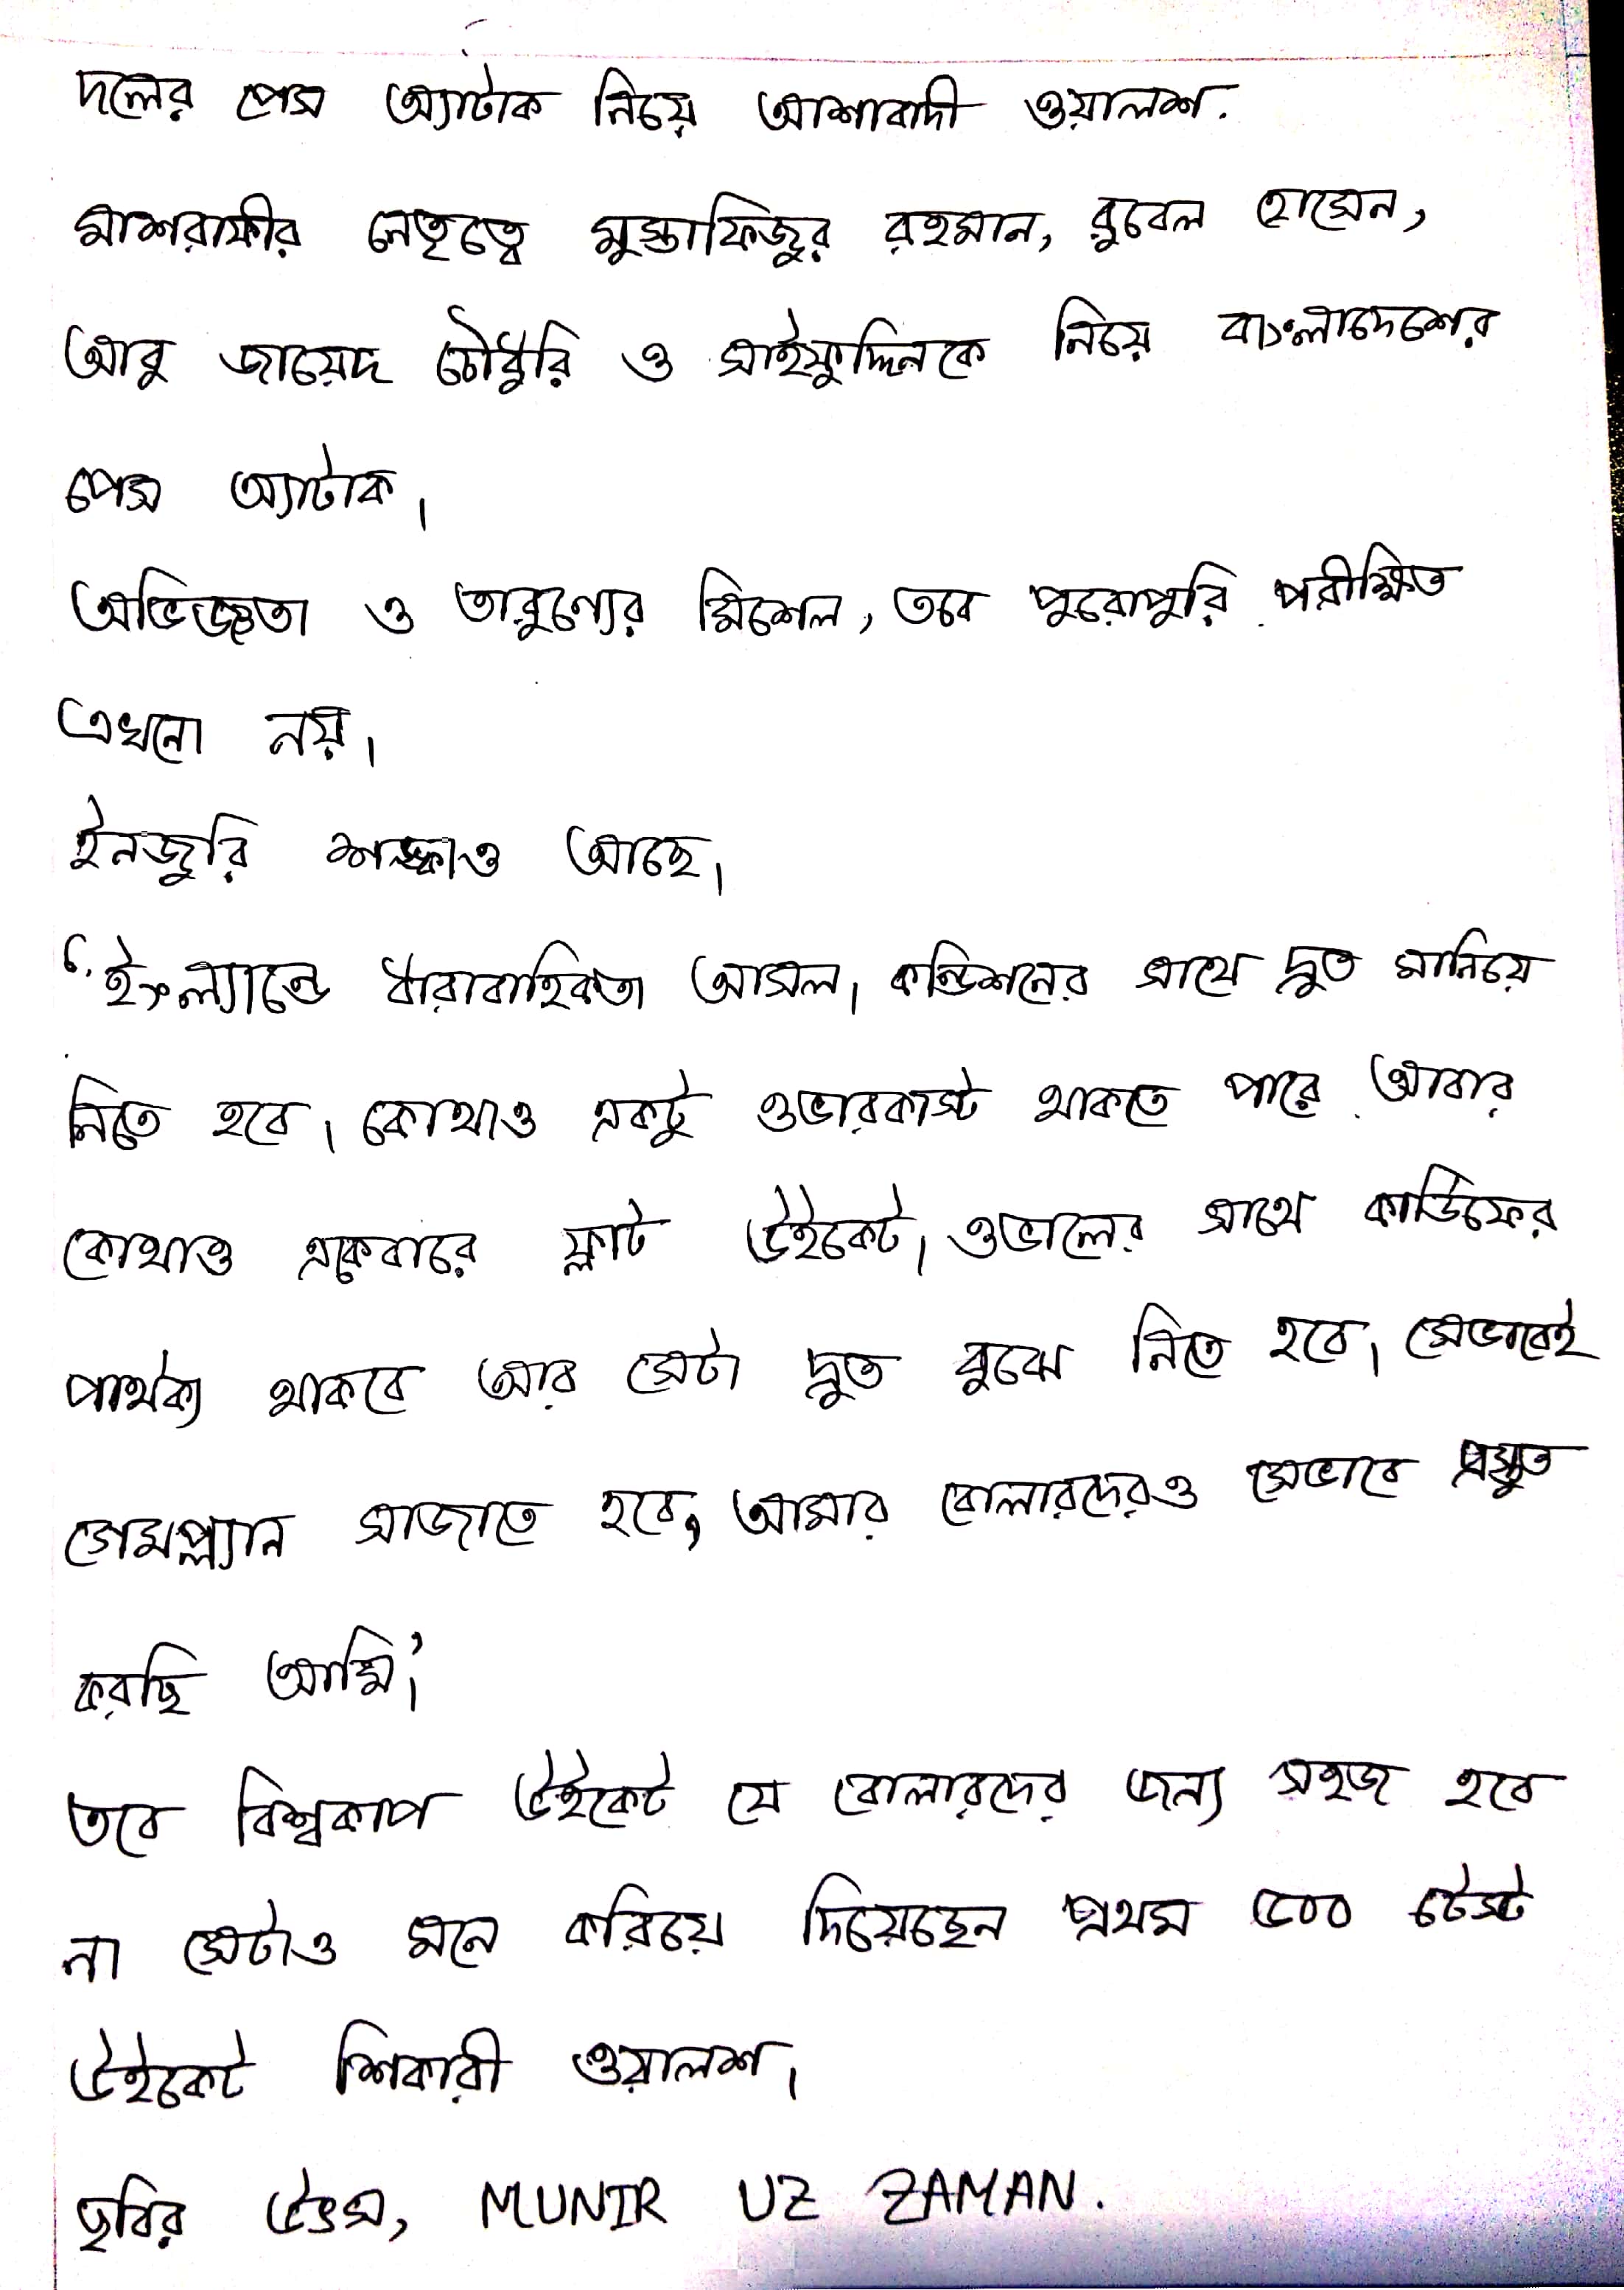 দলের পেস অ্যাটাক নিয়ে আশাবাদী ওয়ালশ.
মাশরাফীর নেতৃত্বে মুস্তাফিজুর রহমান, রুবেল হোসেন,
আবু জায়েদ চৌধুরি ও সাইফুদ্দিনকে নিয়ে বাংলাদেশের
পেস অ্যাটাক।
অভিজ্ঞতা ও তারুণ্যের মিশেল, তবে পুরোপুরি পরীক্ষিত
এখনো নয়।
ইনজুরি শঙ্কাও আছে।
‘ইংল্যান্ডে ধারাবাহিকতা আসল। কন্ডিশনের সাথে দ্রুত মানিয়ে
নিতে হবে। কোথাও একটু ওভারকাস্ট থাকতে পারে আবার
কোথাও একেবারে ফ্লাট উইকেট। ওভালের সাথে কার্ডিফের
পার্থক্য থাকবে আর সেটা দ্রুত বুঝে নিতে হবে। সেভাবেই
গেমপ্ল্যান সাজাতে হবে, আমার বোলারদেরও সেভাবে প্রস্তুত
করছি আমি।’
তবে বিশ্বকাপ উইকেট যে বোলারদের জন্য সহজ হবে
না সেটাও মনে করিয়ে দিয়েছেন প্রথম ৫০০ টেস্ট
উইকেট শিকারী ওয়ালশ।
ছবির উৎস, MUNIR UZ ZAMAN.